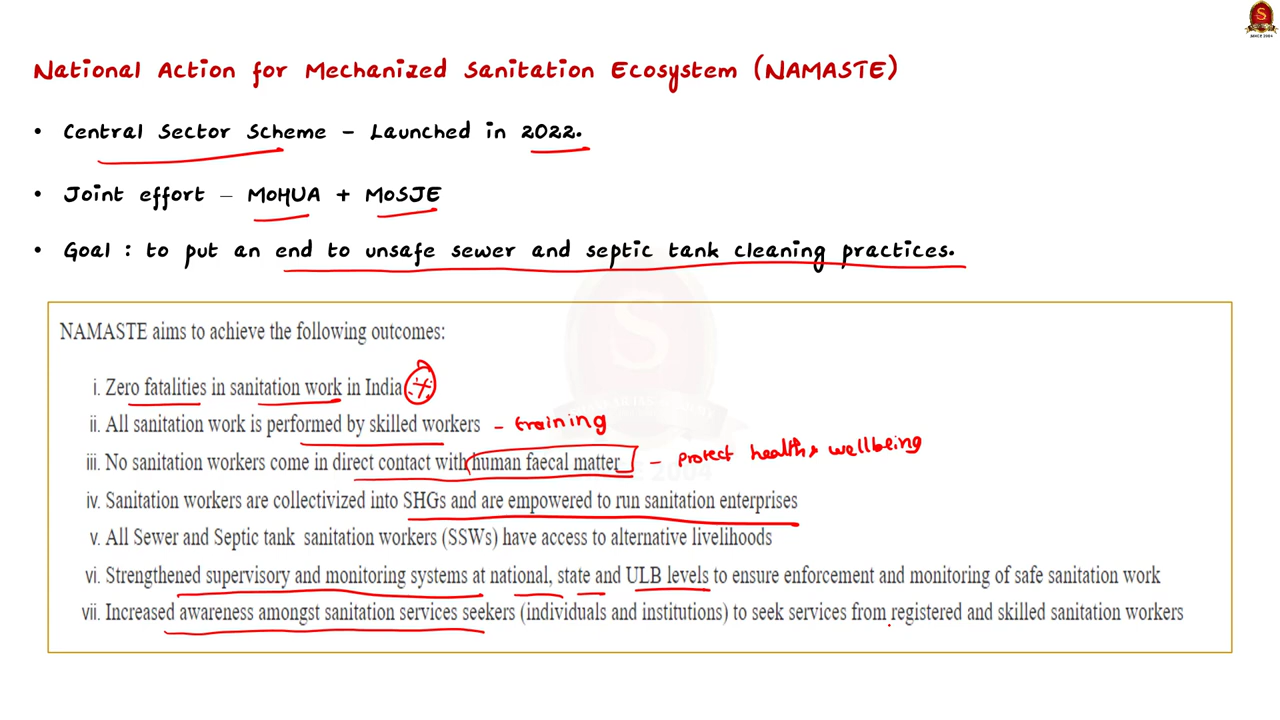 S
SINCE 2004
National Action for Mechanized Sanitation Ecosystem (NAMASTE)
• Central Sector Scheme – Launched in 2022.
• Joint effort – MoHUA + MoSJE
• Goal : to put an end to unsafe sewer and septic tank cleaning practices.
NAMASTE aims to achieve the following outcomes:
i. Zero fatalities in sanitation work in India
ii. All sanitation work is performed by skilled workers – training
iii. No sanitation workers come in direct contact with human faecal matter – protect health & wellbeing
iv. Sanitation workers are collectivized into SHGs and are empowered to run sanitation enterprises
v. All Sewer and Septic tank sanitation workers (SSWs) have access to alternative livelihoods
vi. Strengthened supervisory and monitoring systems at national, state and ULB levels to ensure enforcement and monitoring of safe sanitation work
vii. Increased awareness amongst sanitation services seekers (individuals and institutions) to seek services from registered and skilled sanitation workers